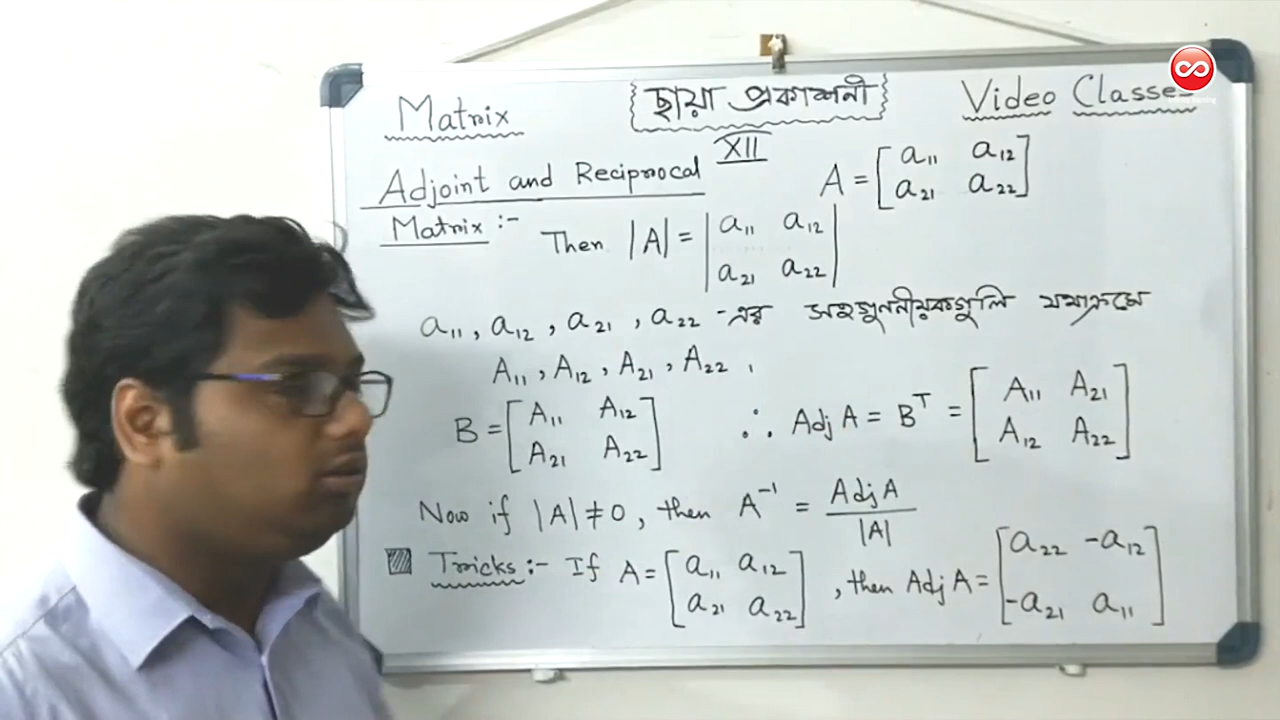 Matrix ছায়া প্রকাশনী Video Classes
XII
Adjoint and Reciprocal
Matrix :-
A = [a₁₁ a₁₂
a₂₁ a₂₂]
Then |A| = |a₁₁ a₁₂
a₂₁ a₂₂|
a₁₁, a₁₂, a₂₁, a₂₂ -এর সহগুণনীয়কগুলি যথাক্রমে
A₁₁, A₁₂, A₂₁, A₂₂ ,
B = [A₁₁ A₁₂
A₂₁ A₂₂]
∴ Adj A = Bᵀ = [A₁₁ A₂₁
A₁₂ A₂₂]
Now if |A| ≠ 0, then A⁻¹ = Adj A
|A|
Tricks :- If A = [a₁₁ a₁₂
a₂₁ a₂₂]
, then Adj A = [a₂₂ -a₁₂
-a₂₁ a₁₁]